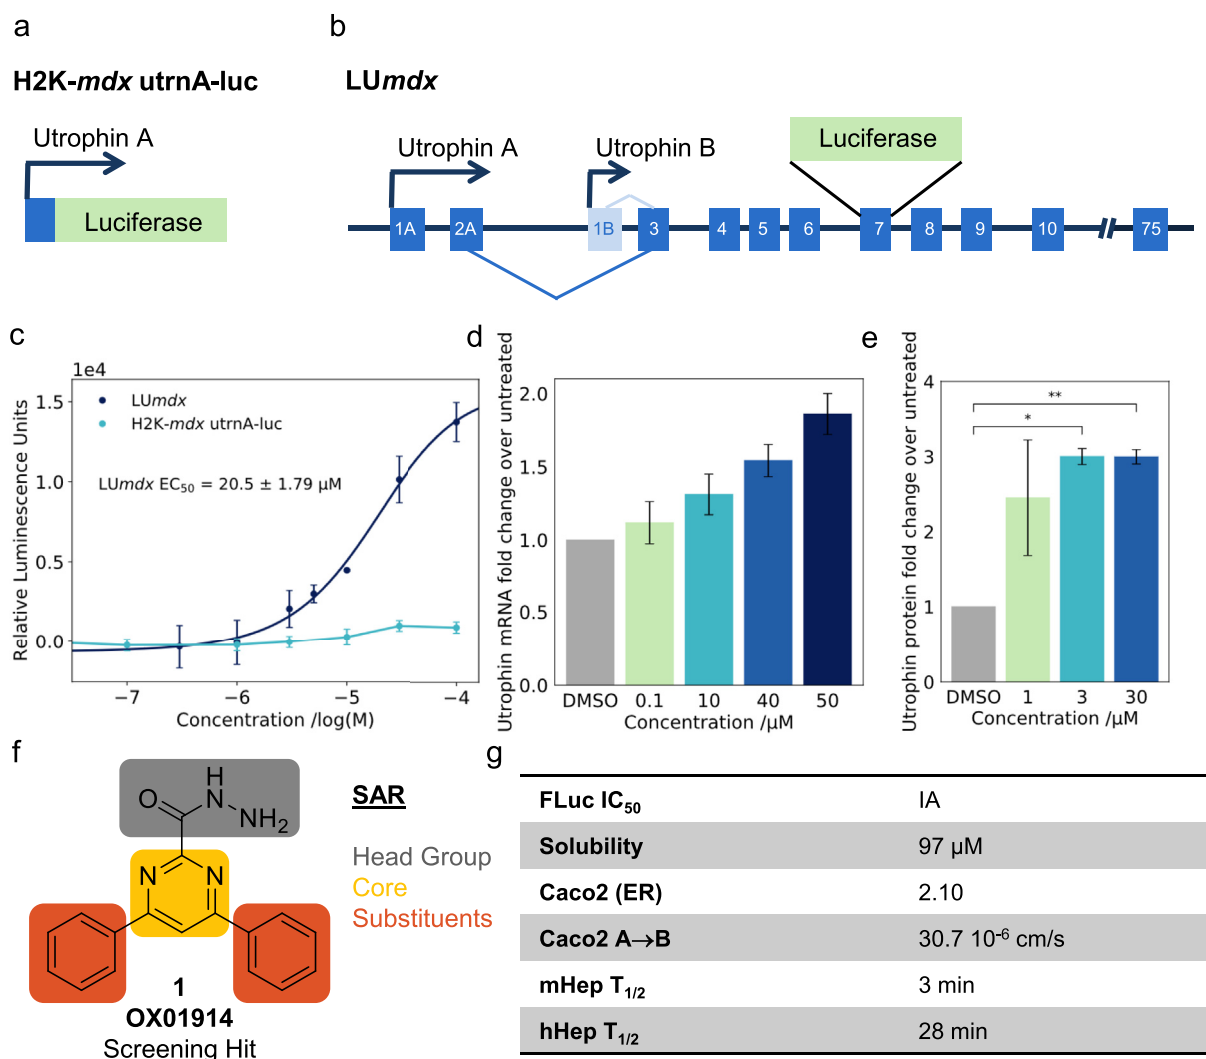 a
H2K-mdx utrnA-luc
Utrophin A
Luciferase
b
LUmdx
Utrophin A
Utrophin B
Luciferase
1A 2A 1B 3 4 5 6 7 8 9 10 75
c
1e4
Relative Luminescence Units
1.5
1.0
0.5
0.0
LUmdx
H2K-mdx utrnA-luc
LUmdx EC₅₀ = 20.5 ± 1.79 µM
−7 −6 −5 −4
Concentration /log(M)
d
Utrophin mRNA fold change over untreated
2.0
1.5
1.0
0.5
0.0
DMSO 0.1 10 40 50
Concentration /µM
e
Utrophin protein fold change over untreated
4
3
2
1
0
**
*
DMSO 1 3 30
Concentration /µM
f
H
O N
NH₂
N N
1
OX01914
Screening Hit
SAR
Head Group
Core
Substituents
g
FLuc IC₅₀ IA
Solubility 97 µM
Caco2 (ER) 2.10
Caco2 A→B 30.7 10⁻⁶ cm/s
mHep T₁/₂ 3 min
hHep T₁/₂ 28 min